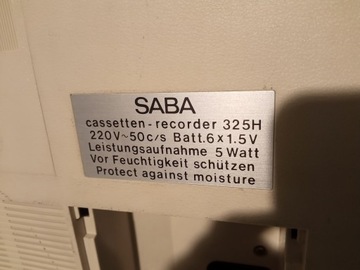 SABA
cassetten-recorder 325H
220V~50c/s Batt.6x1.5V
Leistungsaufnahme 5 Watt
Vor Feuchtigkeit schützen
Protect against moisture